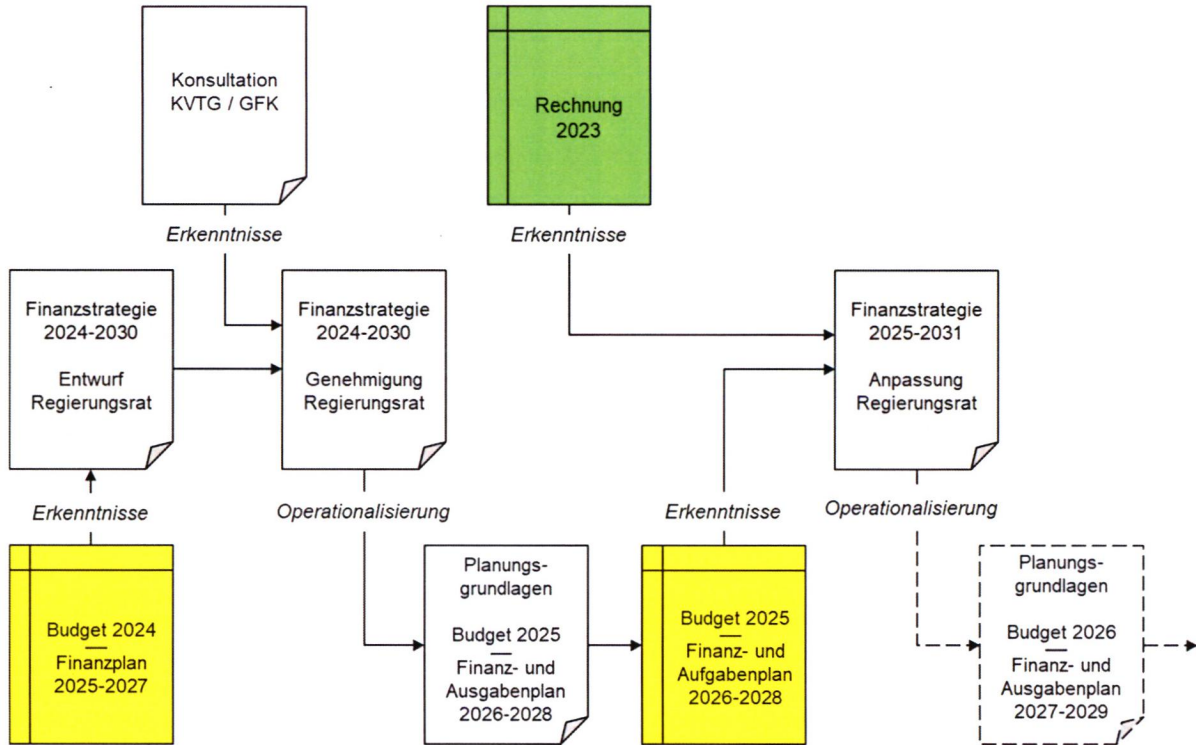 Konsultation
KVTG / GFK
Rechnung
2023
Erkenntnisse
Erkenntnisse
Finanzstrategie
2024-2030
Entwurf
Regierungsrat
Finanzstrategie
2024-2030
Genehmigung
Regierungsrat
Finanzstrategie
2025-2031
Anpassung
Regierungsrat
Erkenntnisse
Operationalisierung
Erkenntnisse
Operationalisierung
Budget 2024
Finanzplan
2025-2027
Planungs-
grundlagen
Budget 2025
Finanz- und
Ausgabenplan
2026-2028
Budget 2025
Finanz- und
Aufgabenplan
2026-2028
Planungs-
grundlagen
Budget 2026
Finanz- und
Ausgabenplan
2027-2029